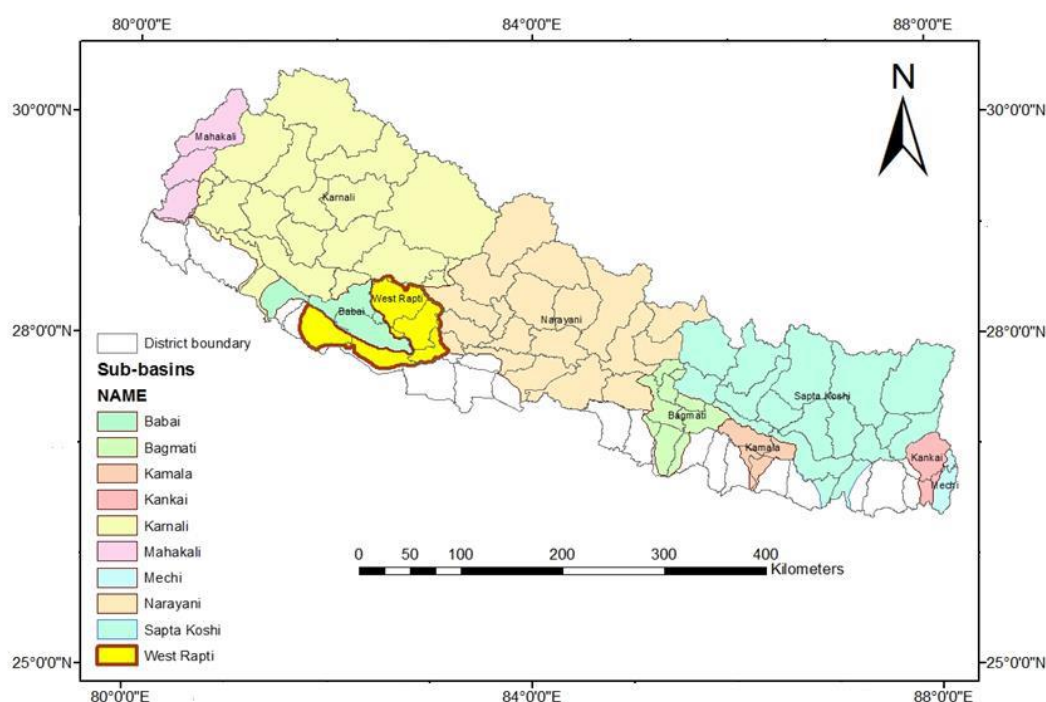 80°0'0"E
84°0'0"E
88°0'0"E
N
30°0'0"N
30°0'0"N
Mahakali
Karnali
West Rapti
Babai
Narayani
28°0'0"N
28°0'0"N
Sapta Koshi
Bagmati
Kamala
Kankai
Mechi
District boundary
Sub-basins
NAME
Babai
Bagmati
Kamala
Kankai
Karnali
Mahakali
Mechi
Narayani
Sapta Koshi
West Rapti
0 50 100 200 300 400
Kilometers
25°0'0"N
25°0'0"N
80°0'0"E
84°0'0"E
88°0'0"E